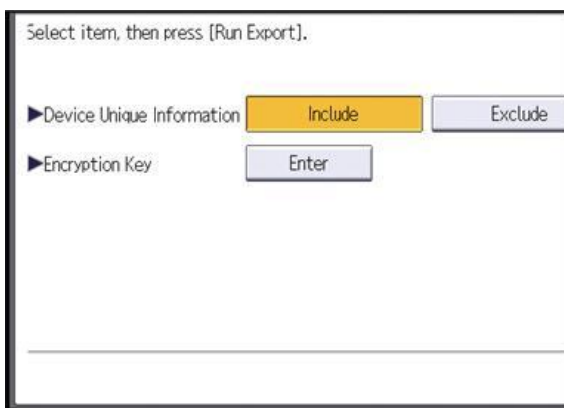 Select item, then press [Run Export].
►Device Unique Information Include Exclude
►Encryption Key Enter